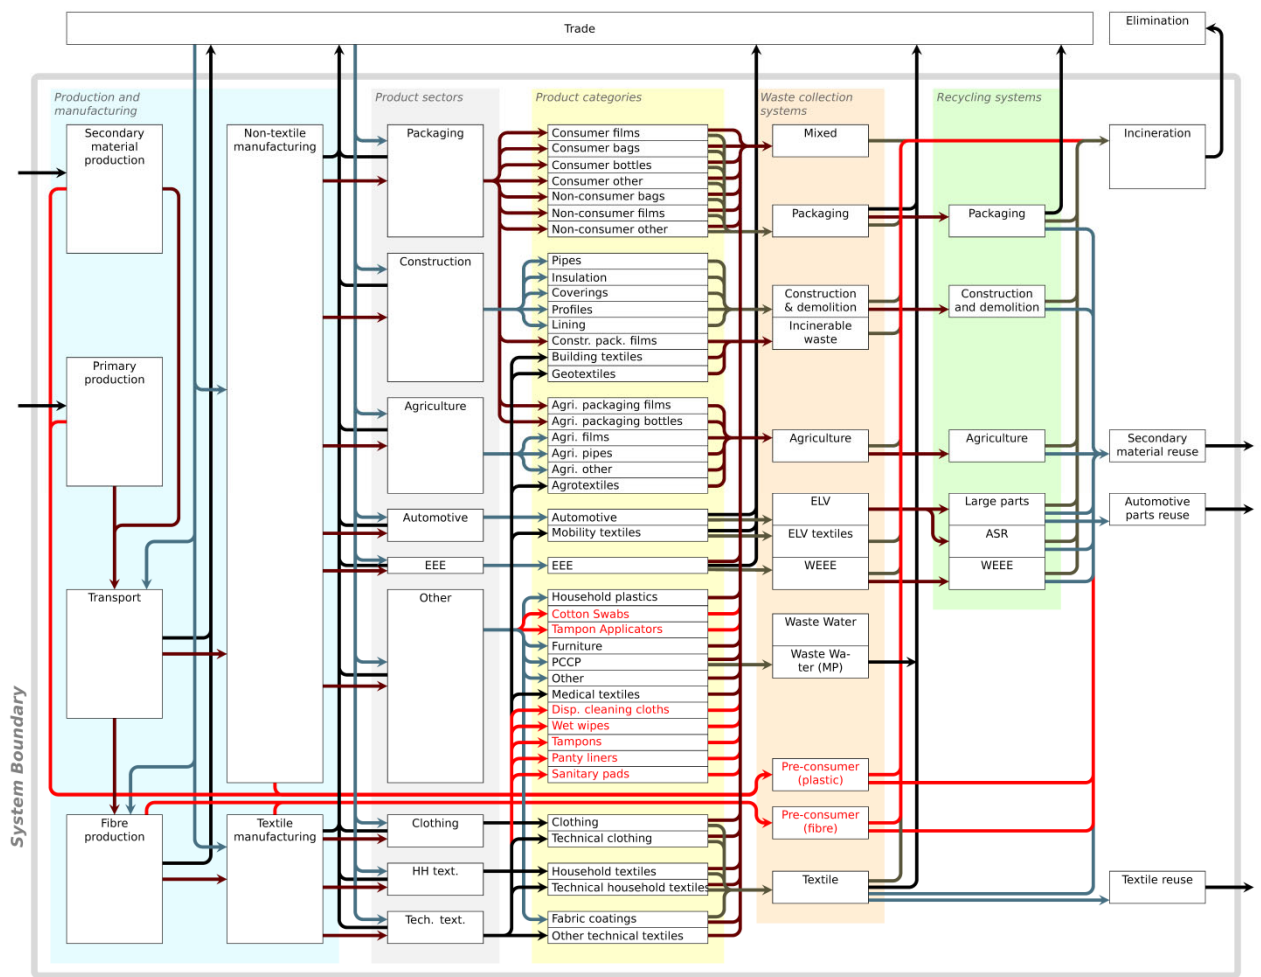 Trade
Elimination
Production and
manufacturing
Product sectors
Product categories
Waste collection
systems
Recycling systems
Secondary
material
production
Primary
production
Transport
Fibre
production
Non-textile
manufacturing
Textile
manufacturing
Packaging
Construction
Agriculture
Automotive
EEE
Other
Clothing
HH text.
Tech. text.
Consumer films
Consumer bags
Consumer bottles
Consumer other
Non-consumer bags
Non-consumer films
Non-consumer other
Pipes
Insulation
Coverings
Profiles
Lining
Constr. pack. films
Building textiles
Geotextiles
Agri. packaging films
Agri. packaging bottles
Agri. films
Agri. pipes
Agri. other
Agrotextiles
Automotive
Mobility textiles
EEE
Household plastics
Cotton Swabs
Tampon Applicators
Furniture
PCCP
Other
Medical textiles
Disp. cleaning cloths
Wet wipes
Tampons
Panty liners
Sanitary pads
Clothing
Technical clothing
Household textiles
Technical household textiles
Fabric coatings
Other technical textiles
Mixed
Packaging
Construction
& demolition
Incinerable
waste
Agriculture
ELV
ELV textiles
WEEE
Waste Water
Waste Wa-
ter (MP)
Pre-consumer
(plastic)
Pre-consumer
(fibre)
Textile
Packaging
Construction
and demolition
Agriculture
Large parts
ASR
WEEE
Incineration
Secondary
material reuse
Automotive
parts reuse
Textile reuse
System Boundary